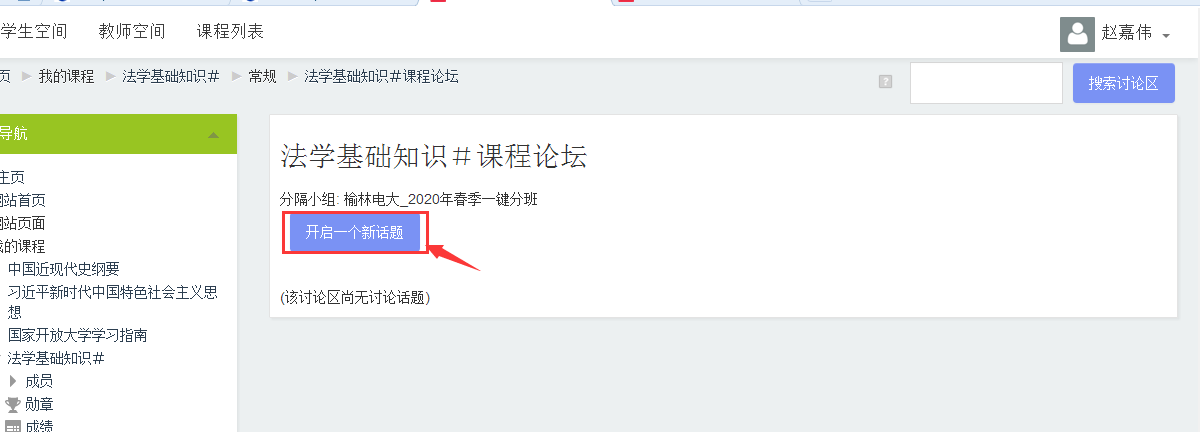 学生空间 教师空间 课程列表 赵嘉伟
页 我的课程 法学基础知识# 常规 法学基础知识#课程论坛
? 搜索讨论区
导航
主页
网站首页
网站页面
我的课程
中国近现代史纲要
习近平新时代中国特色社会主义思
想
国家开放大学学习指南
法学基础知识#
成员
勋章
成绩
法学基础知识#课程论坛
分隔小组: 榆林电大_2020年春季一键分班
开启一个新话题
(该讨论区尚无讨论话题)